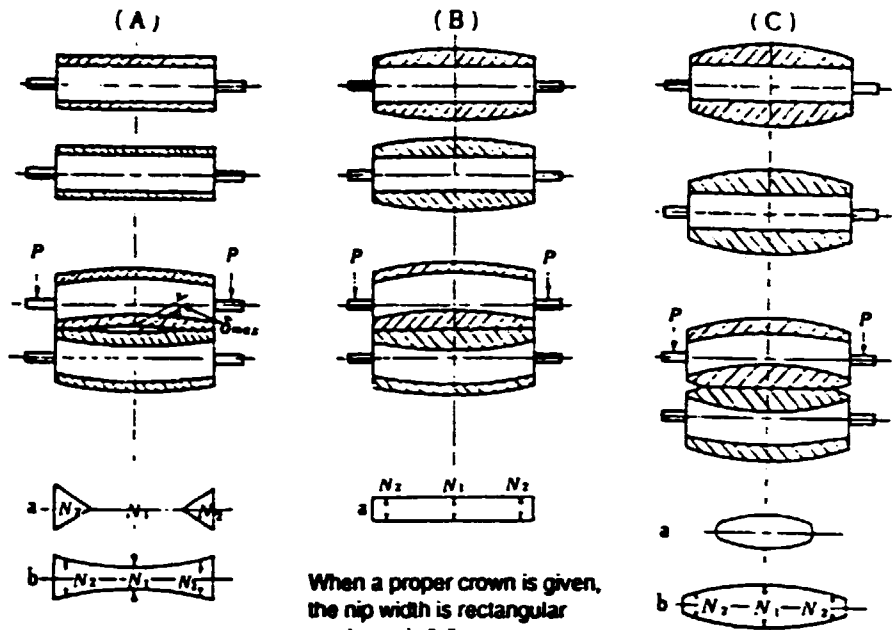 (A) (B) (C)
P P
δmax
P P
P P
N₂ N₁ N₂
a N₂ N₁ N₂
a
a
b N₂ N₁ N₂
When a proper crown is given,
the nip width is rectangular
b N₂ N₁ N₂